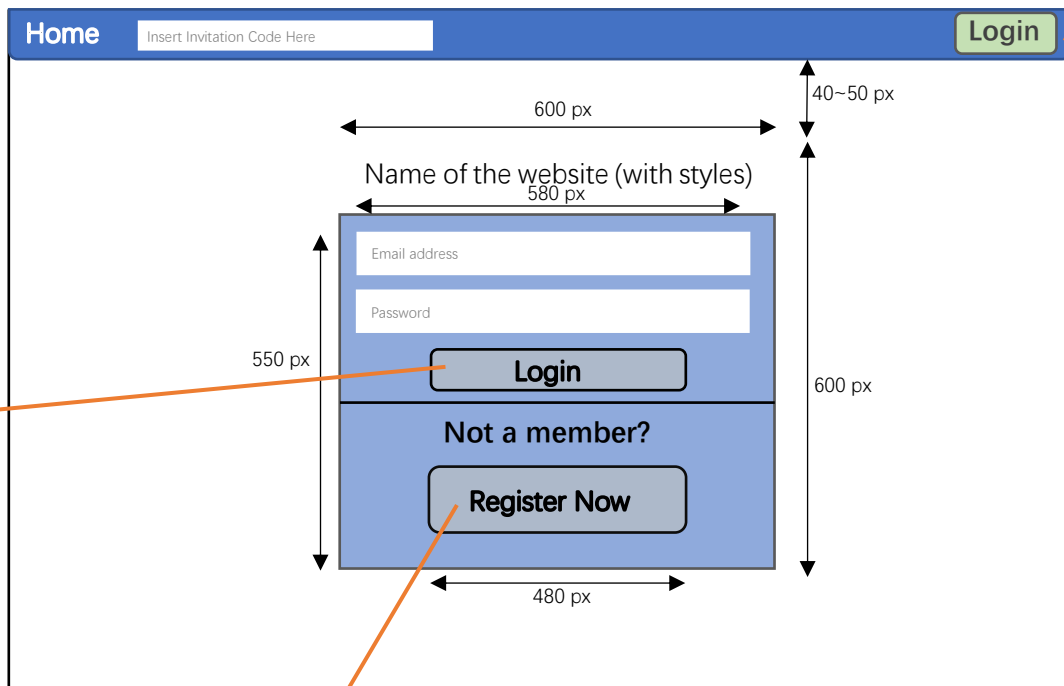 Home
Insert Invitation Code Here
Login
40~50 px
600 px
Name of the website (with styles)
580 px
Email address
Password
550 px
Login
600 px
Not a member?
Register Now
480 px